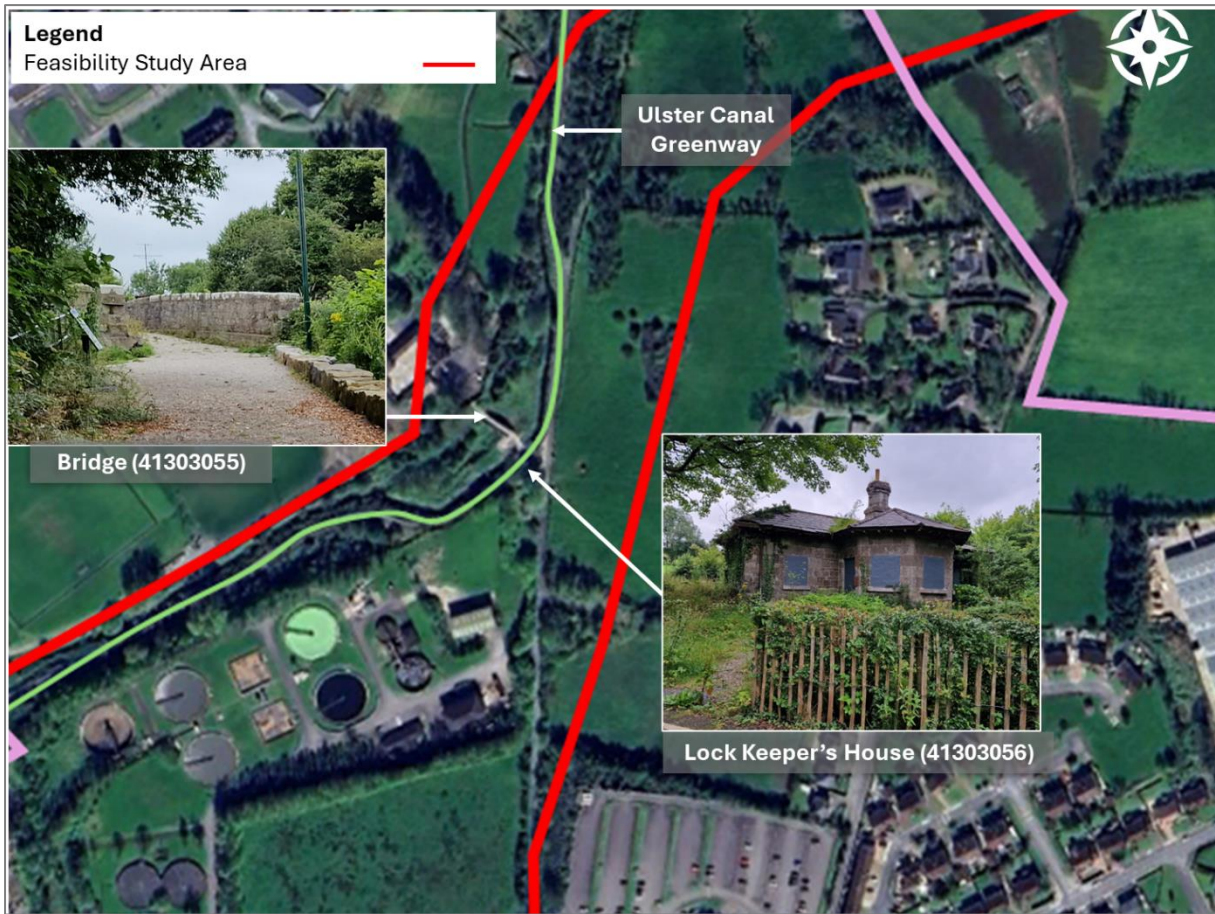 Legend
Feasibility Study Area
Ulster Canal
Greenway
Bridge (41303055)
Lock Keeper's House (41303056)